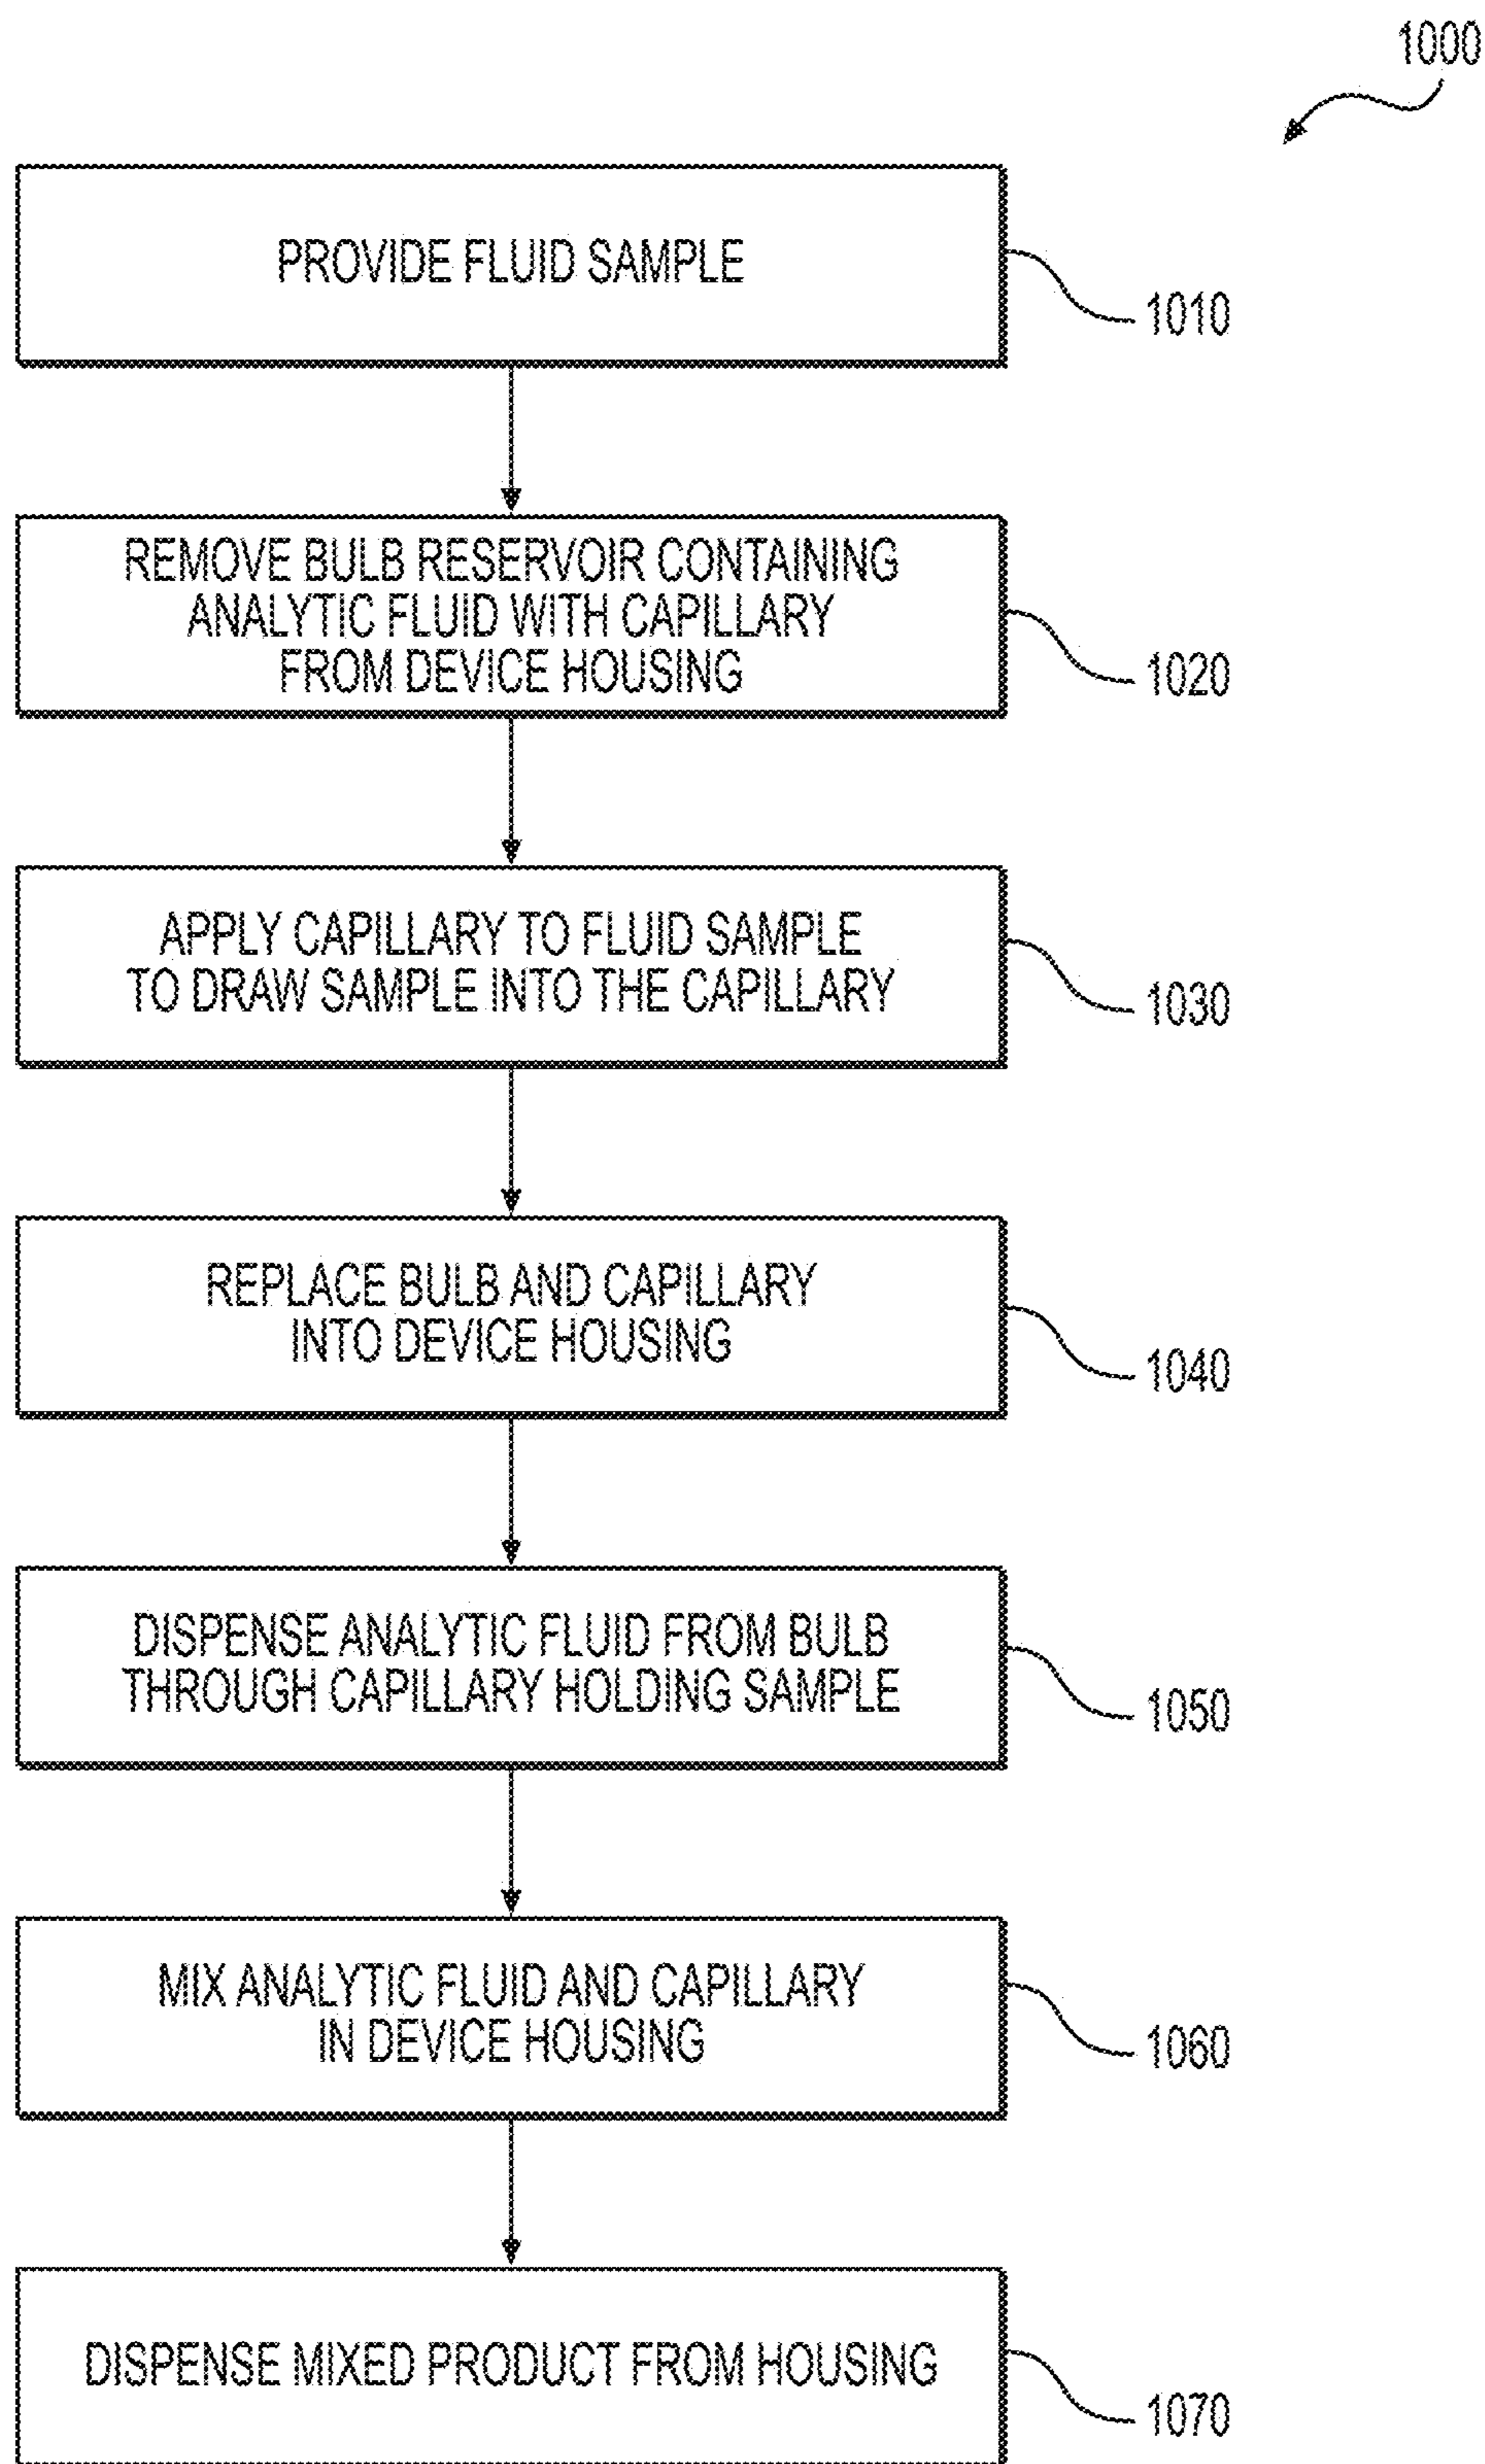 1000
PROVIDE FLUID SAMPLE
1010
REMOVE BULB RESERVOIR CONTAINING
ANALYTIC FLUID WITH CAPILLARY
FROM DEVICE HOUSING
1020
APPLY CAPILLARY TO FLUID SAMPLE
TO DRAW SAMPLE INTO THE CAPILLARY
1030
REPLACE BULB AND CAPILLARY
INTO DEVICE HOUSING
1040
DISPENSE ANALYTIC FLUID FROM BULB
THROUGH CAPILLARY HOLDING SAMPLE
1050
MIX ANALYTIC FLUID AND CAPILLARY
IN DEVICE HOUSING
1060
DISPENSE MIXED PRODUCT FROM HOUSING
1070